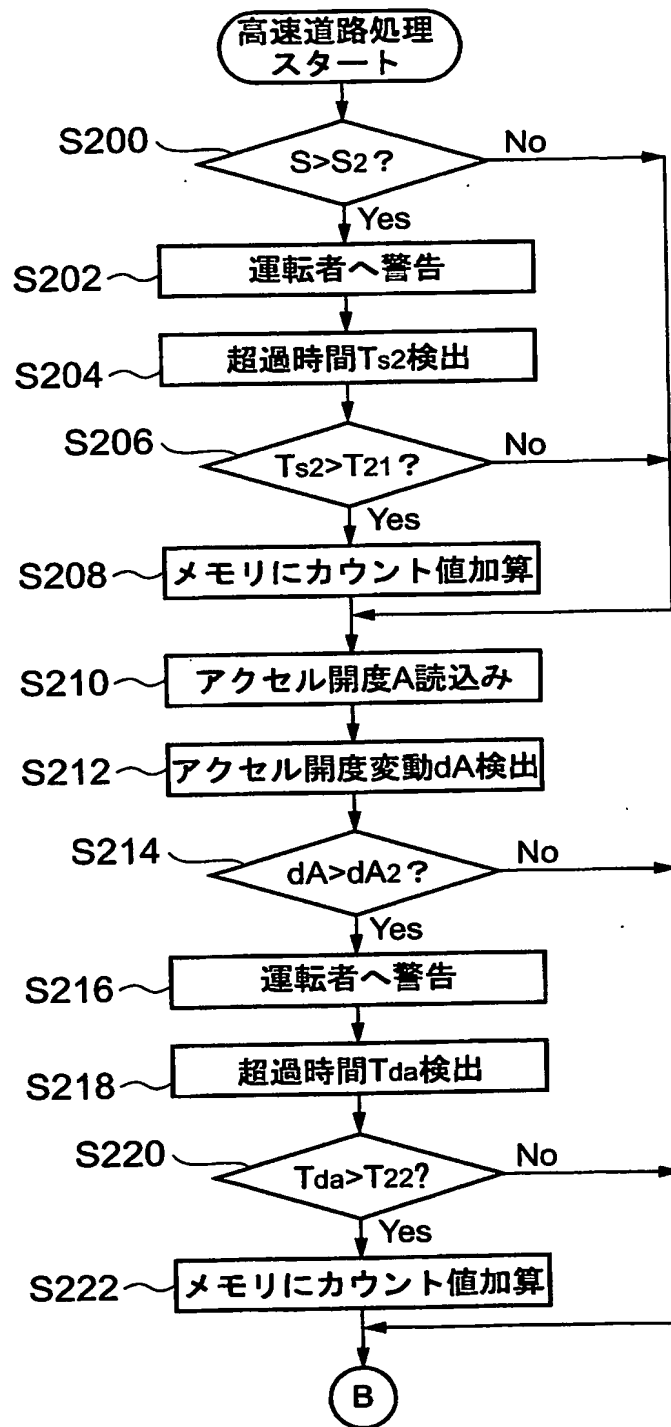 高速道路処理
スタート
S200
S>S2?
No
Yes
S202
運転者へ警告
S204
超過時間Ts2検出
S206
Ts2>T21?
No
Yes
S208
メモリにカウント値加算
S210
アクセル開度A読込み
S212
アクセル開度変動dA検出
S214
dA>dA2?
No
Yes
S216
運転者へ警告
S218
超過時間Tda検出
S220
Tda>T22?
No
Yes
S222
メモリにカウント値加算
B